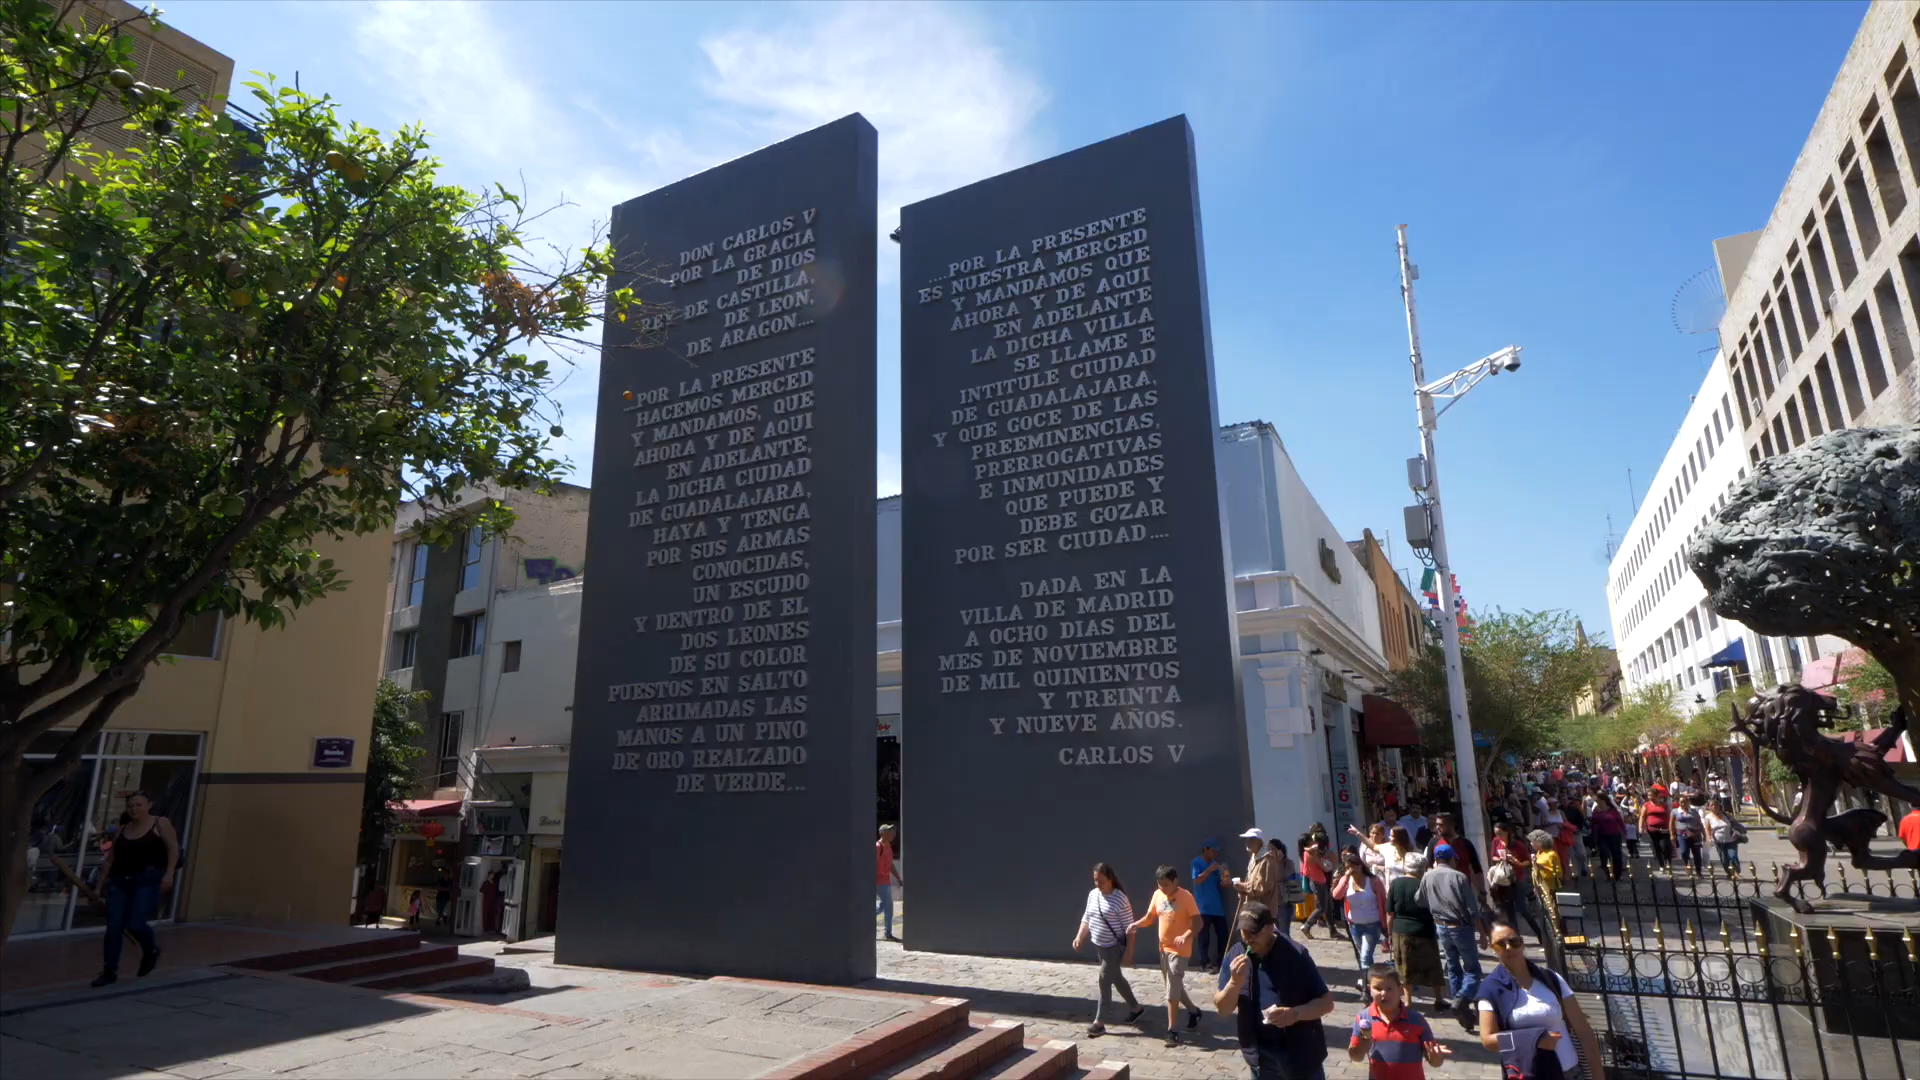 DON CARLOS V
POR LA GRACIA
DE DIOS
REY DE CASTILLA,
DE LEON,
DE ARAGON....
...POR LA PRESENTE
HACEMOS MERCED
Y MANDAMOS, QUE
AHORA Y DE AQUI
EN ADELANTE,
LA DICHA CIUDAD
DE GUADALAJARA,
HAYA Y TENGA
POR SUS ARMAS
CONOCIDAS,
UN ESCUDO
Y DENTRO DE EL
DOS LEONES
DE SU COLOR
PUESTOS EN SALTO
ARRIMADAS LAS
MANOS A UN PINO
DE ORO REALZADO
DE VERDE...
....POR LA PRESENTE
ES NUESTRA MERCED
Y MANDAMOS QUE
AHORA Y DE AQUI
EN ADELANTE
LA DICHA VILLA
SE LLAME E
INTITULE CIUDAD
DE GUADALAJARA,
Y QUE GOCE DE LAS
PREEMINENCIAS,
PRERROGATIVAS
E INMUNIDADES
QUE PUEDE Y
DEBE GOZAR
POR SER CIUDAD....
DADA EN LA
VILLA DE MADRID
A OCHO DIAS DEL
MES DE NOVIEMBRE
DE MIL QUINIENTOS
Y TREINTA
Y NUEVE AÑOS.
CARLOS V
36